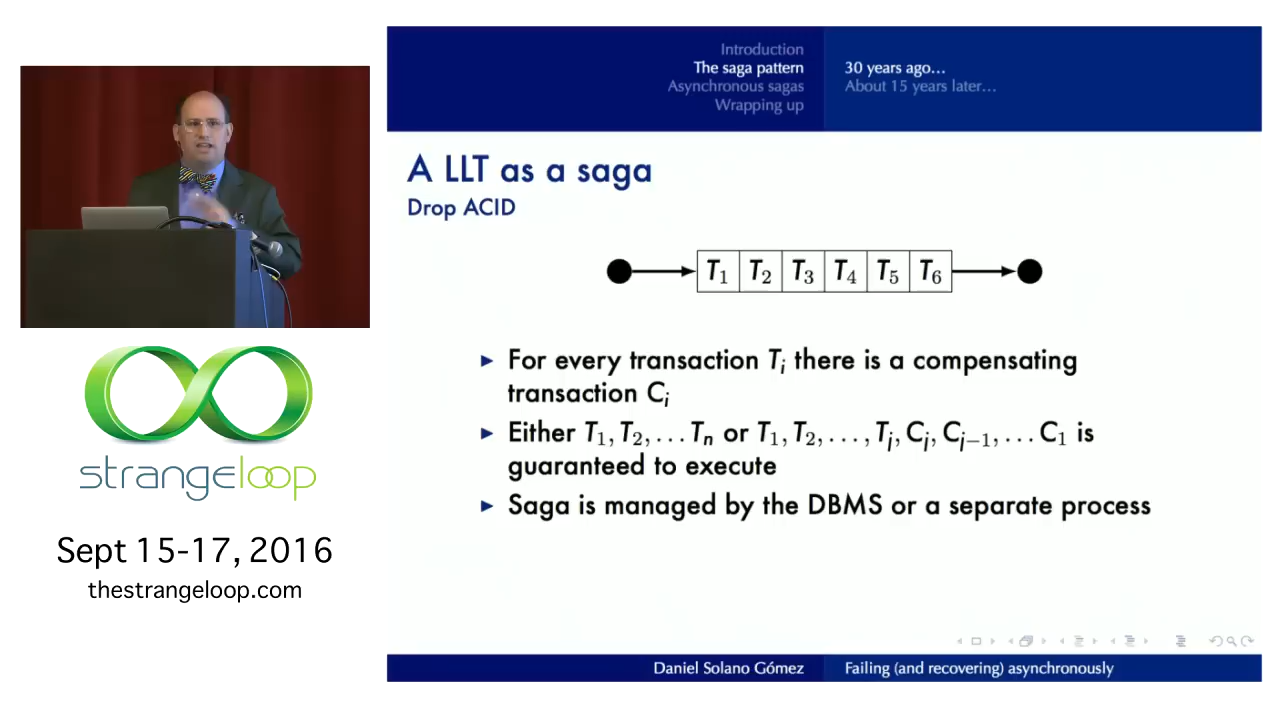 Introduction
The saga pattern
Asynchronous sagas
Wrapping up
30 years ago...
About 15 years later...
A LLT as a saga
Drop ACID
T1 T2 T3 T4 T5 T6
▶ For every transaction Ti there is a compensating
transaction Ci
▶ Either T1, T2, ... Tn or T1, T2, ..., Tj, Cj, Cj−1, ... C1 is
guaranteed to execute
▶ Saga is managed by the DBMS or a separate process
strangeloop
Sept 15-17, 2016
thestrangeloop.com
Daniel Solano Gómez
Failing (and recovering) asynchronously